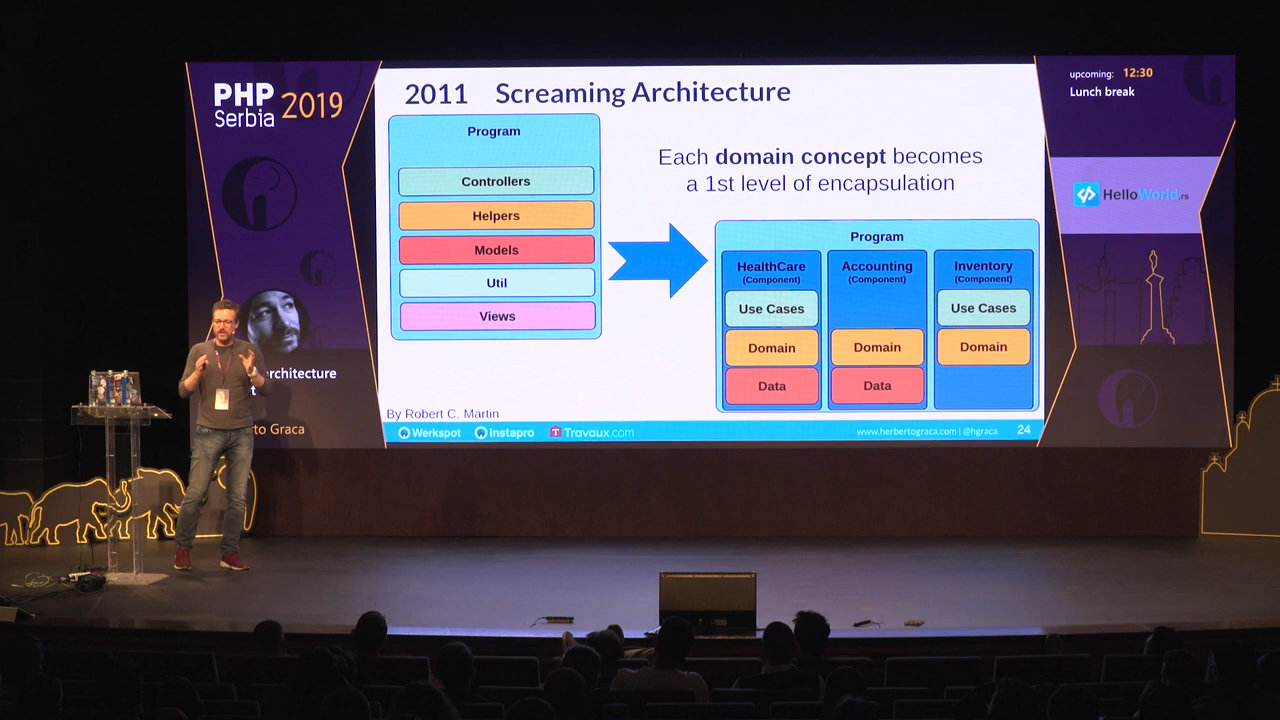 PHP
Serbia 2019
architecture
to Graca
2011 Screaming Architecture
Program
Controllers
Helpers
Models
Util
Views
Each domain concept becomes
a 1st level of encapsulation
Program
HealthCare
(Component)
Use Cases
Domain
Data
Accounting
(Component)
Domain
Data
Inventory
(Component)
Use Cases
Domain
By Robert C. Martin
Werkspot Instapro Travaux.com
www.herbertograca.com | @hgraca 24
upcoming: 12:30
Lunch break
HelloWorld.rs